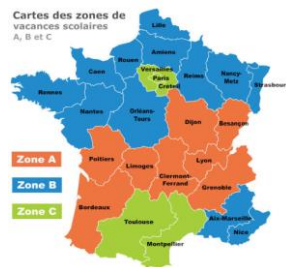 Cartes des zones de
vacances scolaires
A, B et C
Lille
Amiens
Rouen
Caen
Versailles
Paris
Créteil
Reims
Nancy-
Metz
Strasbour
Rennes
Nantes
Orléans-
Tours
Dijon
Besançon
Zone A
Zone B
Zone C
Poitiers
Limoges
Clermont-
Ferrand
Lyon
Grenoble
Bordeaux
Toulouse
Montpellier
Aix-Marseille
Nice